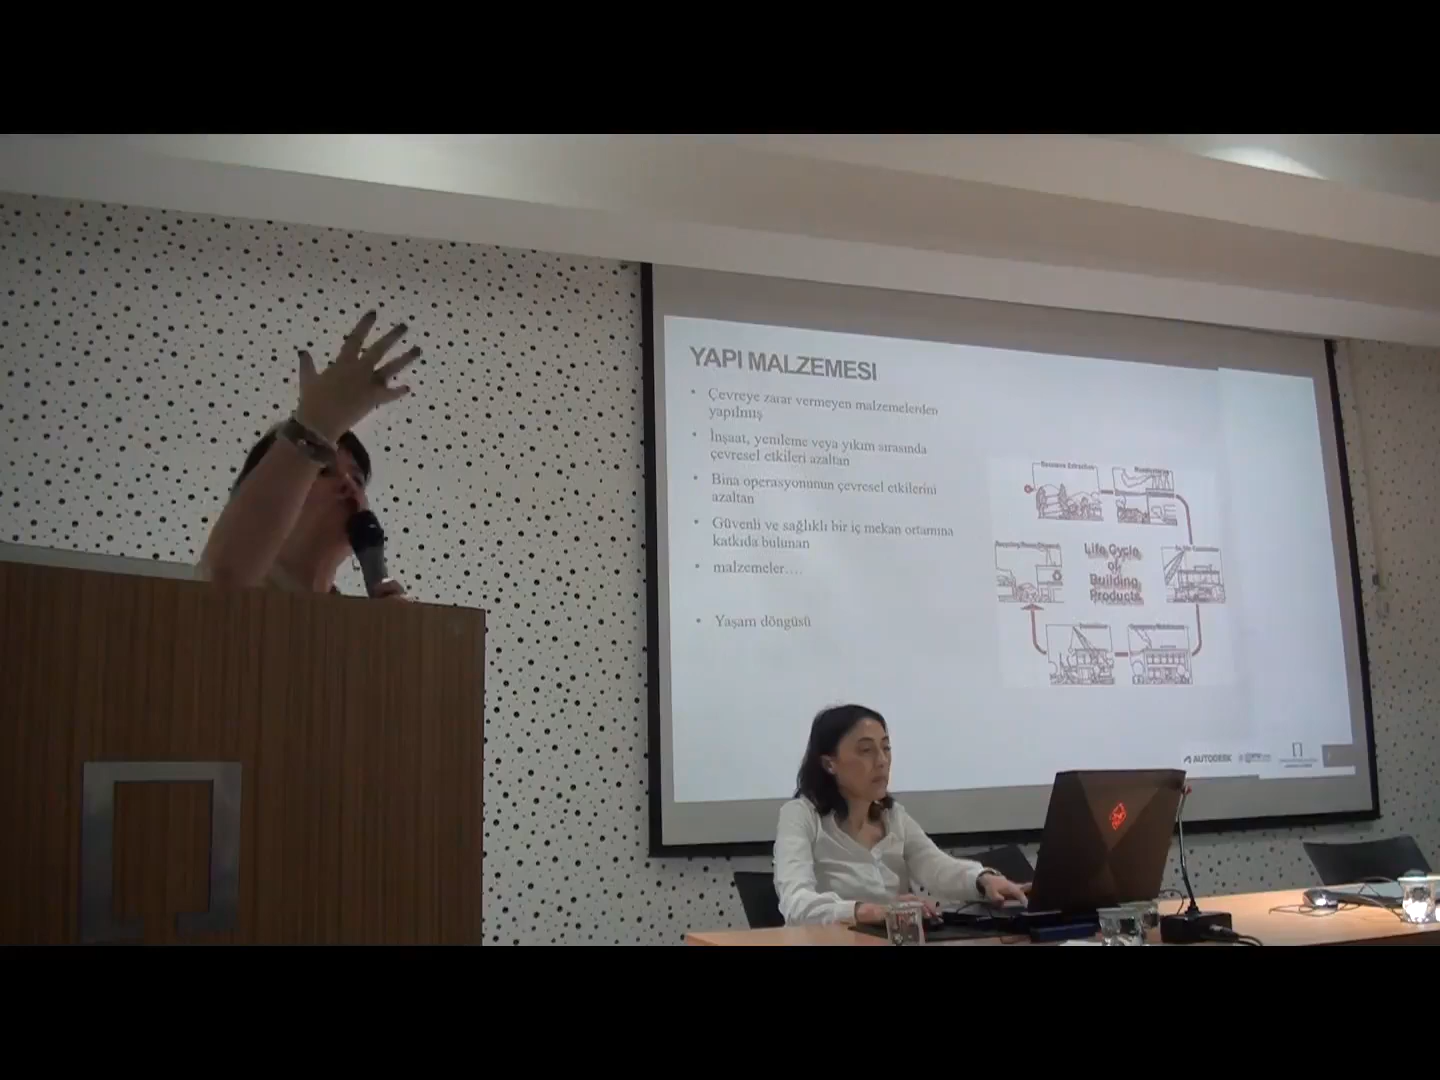 YAPI MALZEMESI
• Çevreye zarar vermeyen malzemelerden
yapılmış
• İnşaat, yenileme veya yıkım sırasında
çevresel etkileri azaltan
• Bina operasyonunun çevresel etkilerini
azaltan
• Güvenli ve sağlıklı bir iç mekan ortamına
katkıda bulunan
• malzemeler….
• Yaşam döngüsü
Life Cycle
of
Building
Products
AUTODESK